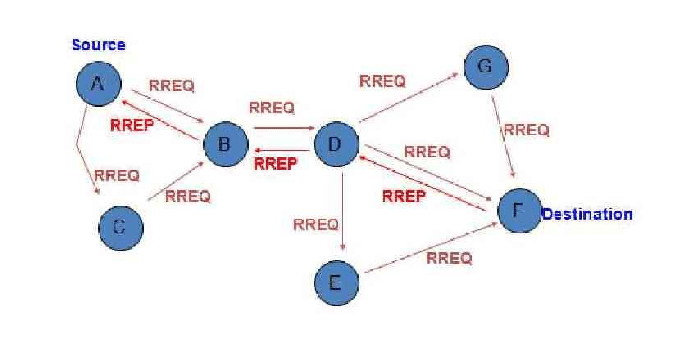 Source
G
A
RREQ
RREQ
RREQ
RREP
RREQ
B
D
RREQ
RREP
RREQ
RREQ
RREP
F
Destination
C
RREQ
RREQ
E